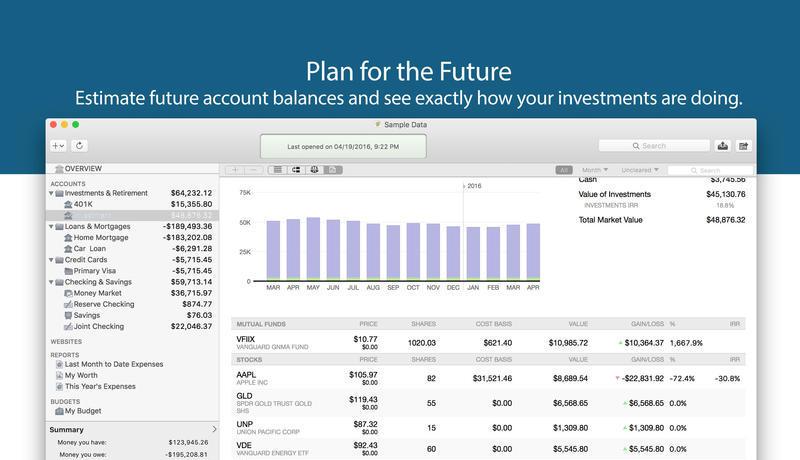 Plan for the Future
Estimate future account balances and see exactly how your investments are doing.
Sample Data
Last opened on 04/19/2016, 9:22 PM
Search
OVERVIEW
All Month Uncleared Search
ACCOUNTS
Investments & Retirement $64,232.12
401K $15,355.80
Investment $48,876.32
Loans & Mortgages -$189,493.36
Home Mortgage -$183,202.08
Car Loan -$6,291.28
Credit Cards -$5,715.45
Primary Visa -$5,715.45
Checking & Savings $59,713.14
Money Market $36,715.97
Reserve Checking $874.77
Savings $76.03
Joint Checking $22,046.37
WEBSITES
REPORTS
Last Month to Date Expenses
My Worth
This Year's Expenses
BUDGETS
My Budget
Summary
Money you have: $123,945.26
Money you owe: -$195,208.81
2016
75K
50K
25K
0
MAR APR MAY JUN JUL AUG SEP OCT NOV DEC JAN FEB MAR APR
Cash $3,745.56
Value of Investments $45,130.76
INVESTMENTS IRR 18.8%
Total Market Value $48,876.32
MUTUAL FUNDS PRICE SHARES COST BASIS VALUE GAIN/LOSS % IRR
VFIIX $10.77 1020.03 $621.40 $10,985.72 $10,364.37 1,667.9%
VANGUARD GNMA FUND $0.00
STOCKS PRICE SHARES COST BASIS VALUE GAIN/LOSS % IRR
AAPL $105.97 82 $31,521.46 $8,689.54 -$22,831.92 -72.4% -30.8%
APPLE INC $0.00
GLD $119.43 55 $0.00 $6,568.65 $6,568.65 0.0%
SPDR GOLD TRUST GOLD $0.00
SHS
UNP $87.32 15 $0.00 $1,309.80 $1,309.80 0.0%
UNION PACIFIC CORP $0.00
VDE $92.43 60 $0.00 $5,545.80 $5,545.80 0.0%
VANGUARD ENERGY ETF $0.00